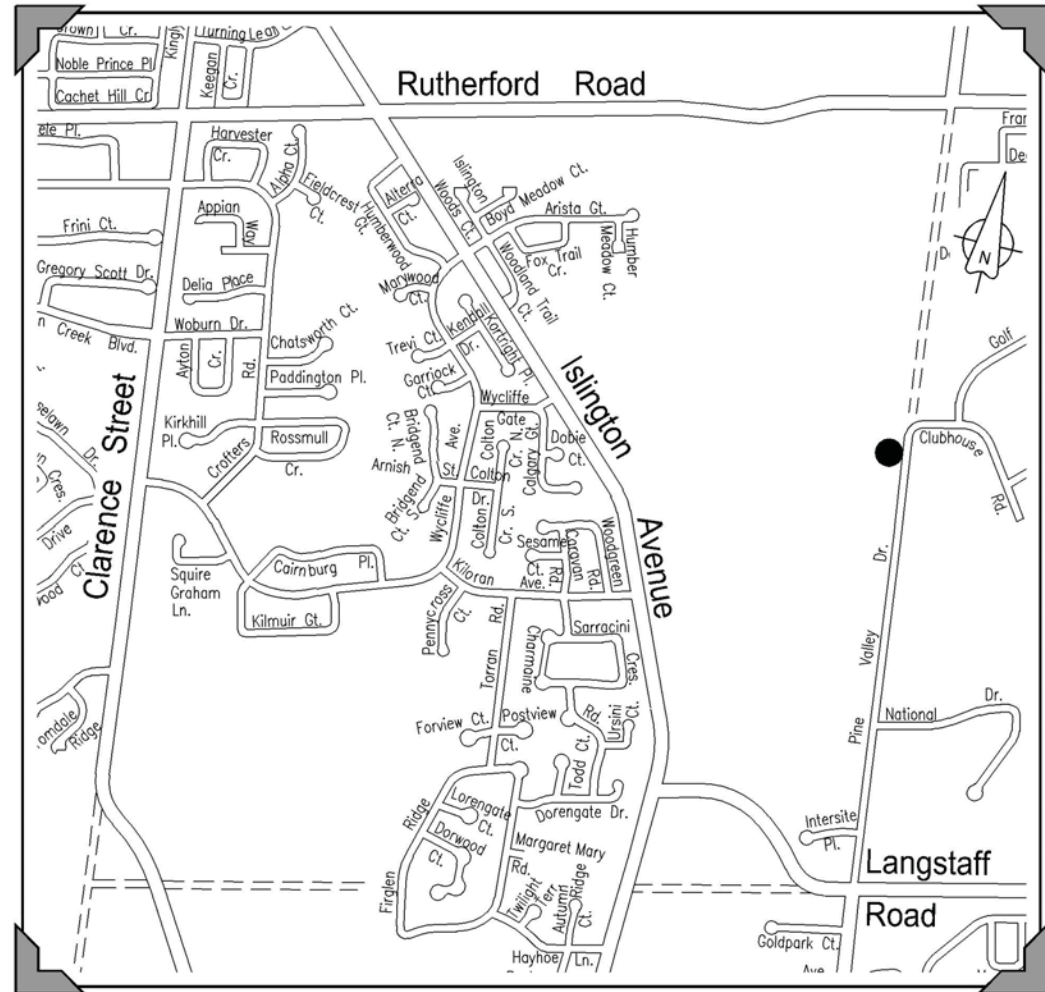 Cr.
Turning Leaf
Noble Prince Pl
Cachet Hill Cr
Keegan
Cr.
Rutherford Road
Pl.
Harvester
Cr.
Alpha Ct.
Fieldcrest
Ct.
Appian
Way
Frini Ct.
Gregory Scott Dr.
Delia Place
Creek Blvd.
Woburn Dr.
Ayton
Cr.
Rd.
Chatsworth Ct.
Paddington Pl.
Kirkhill
Pl.
Rossmull
Cr.
Crafters
Clarence Street
Dr.
Cres.
Drive
Ridge
Squire
Graham
Ln.
Cairnburg Pl.
Kilmuir Gt.
Alterra
Ct.
Humberwood
Gt.
Marywood
Ct.
Islington
Woods Ct.
Boyd Meadow Ct.
Arista Gt.
Fox Trail
Cr.
Humber
Meadow Ct.
Woodland Trail
Ct.
Kendall
Dr.
Kortright Pl.
Trevi Ct.
Garriock
Ct.
Wycliffe
Gate
Bridgend
Ct. N.
Arnish
St.
Bridgend
Ct. S.
Wycliffe
Ave.
Colton
Cr. N.
Colton
Dr.
Colton
Cr. S.
Calgary Gt.
Dobie
Ct.
Islington
Avenue
Sesame
Ct.
Caravan
Rd.
Woodgreen
Rd.
Kiloran
Ave.
Pennycross
Ct.
Torran
Rd.
Sarracini
Cres.
Charmaine
Rd.
Ursini
Ct.
Forview Ct.
Postview
Ct.
Todd Ct.
Dorengate Dr.
Lorengate
Ct.
Dorwood
Ct.
Firglen
Ridge
Margaret Mary
Rd.
Twilight
Terr.
Autumn
Ridge
Ct.
Hayhoe
Ln.
N
Golf
Clubhouse
Rd.
Pine Valley Dr.
National Dr.
Intersite
Pl.
Langstaff
Road
Goldpark Ct.